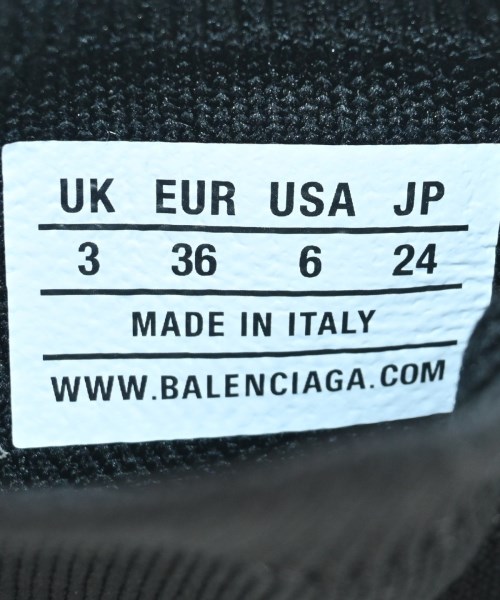 UK EUR USA JP
3 36 6 24
MADE IN ITALY
WWW.BALENCIAGA.COM